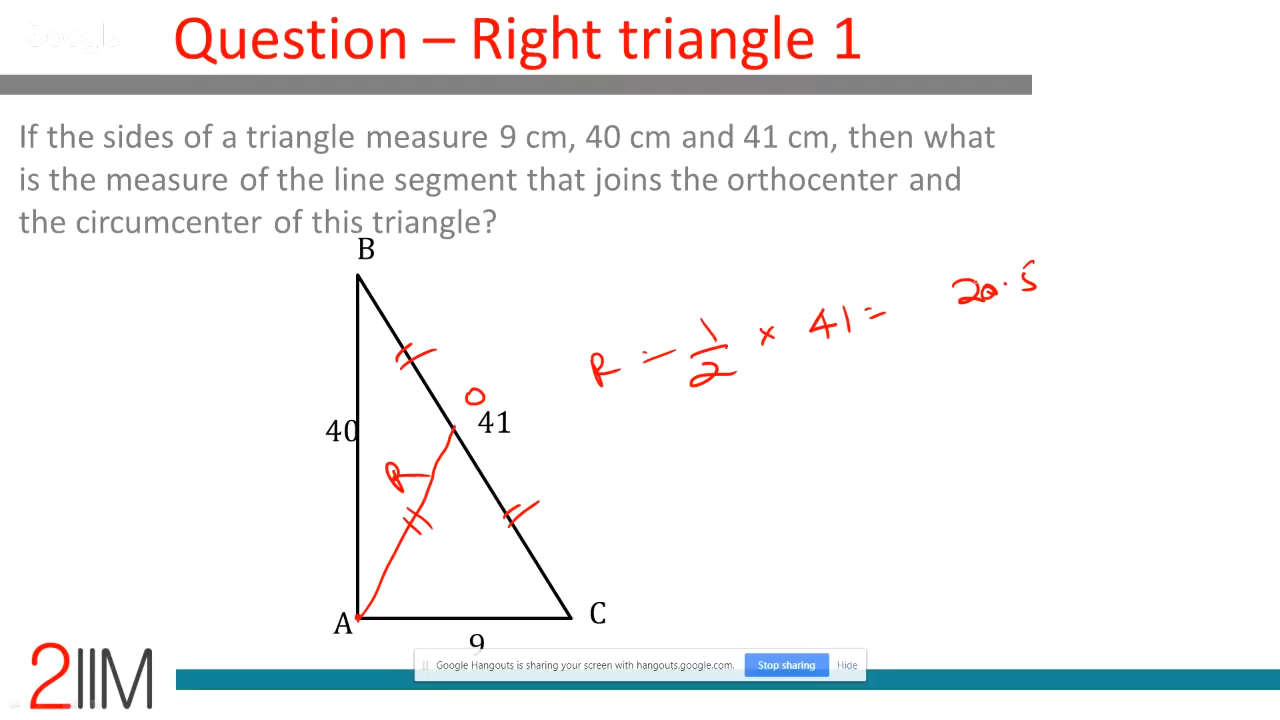 Google
Question – Right triangle 1
If the sides of a triangle measure 9 cm, 40 cm and 41 cm, then what
is the measure of the line segment that joins the orthocenter and
the circumcenter of this triangle?
B
R = 1/2 × 41 = 20.5
O
40
41
R
A
C
9
2IIM
Google Hangouts is sharing your screen with hangouts.google.com.
Stop sharing
Hide